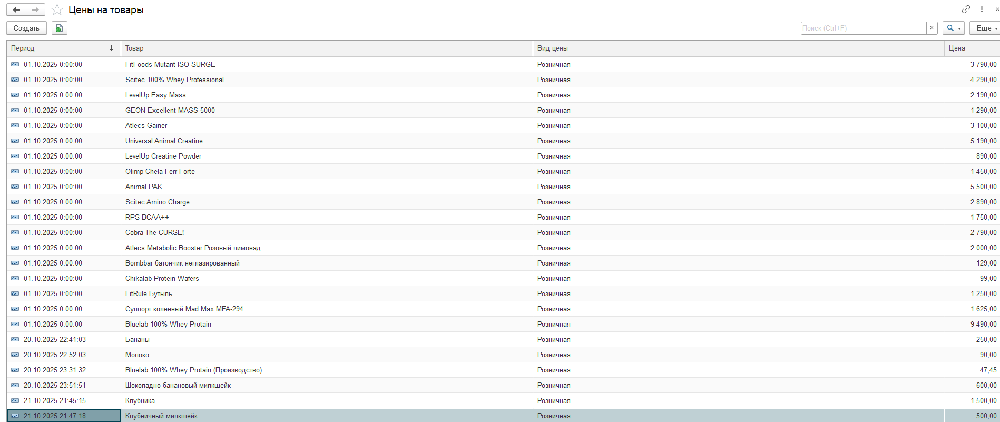 Цены на товары
Создать
Поиск (Ctrl+F) × Еще
Период ↓ Товар Вид цены Цена
01.10.2025 0:00:00 FitFoods Mutant ISO SURGE Розничная 3 790,00
01.10.2025 0:00:00 Scitec 100% Whey Professional Розничная 4 290,00
01.10.2025 0:00:00 LevelUp Easy Mass Розничная 2 190,00
01.10.2025 0:00:00 GEON Excellent MASS 5000 Розничная 1 290,00
01.10.2025 0:00:00 Atlecs Gainer Розничная 3 100,00
01.10.2025 0:00:00 Universal Animal Creatine Розничная 5 190,00
01.10.2025 0:00:00 LevelUp Creatine Powder Розничная 890,00
01.10.2025 0:00:00 Olimp Chela-Ferr Forte Розничная 1 450,00
01.10.2025 0:00:00 Animal PAK Розничная 5 500,00
01.10.2025 0:00:00 Scitec Amino Charge Розничная 2 890,00
01.10.2025 0:00:00 RPS BCAA++ Розничная 1 750,00
01.10.2025 0:00:00 Cobra The CURSE! Розничная 2 790,00
01.10.2025 0:00:00 Atlecs Metabolic Booster Розовый лимонад Розничная 2 000,00
01.10.2025 0:00:00 Bombbar батончик неглазированный Розничная 129,00
01.10.2025 0:00:00 Chikalab Protein Wafers Розничная 99,00
01.10.2025 0:00:00 FitRule Бутыль Розничная 1 250,00
01.10.2025 0:00:00 Суппорт коленный Mad Max MFA-294 Розничная 1 625,00
01.10.2025 0:00:00 Bluelab 100% Whey Protain Розничная 9 490,00
20.10.2025 22:41:03 Бананы Розничная 250,00
20.10.2025 22:52:03 Молоко Розничная 90,00
20.10.2025 23:31:32 Bluelab 100% Whey Protain (Производство) Розничная 47,45
20.10.2025 23:51:51 Шоколадно-банановый милкшейк Розничная 600,00
21.10.2025 21:45:15 Клубника Розничная 1 500,00
21.10.2025 21:47:18 Клубничный милкшейк Розничная 500,00